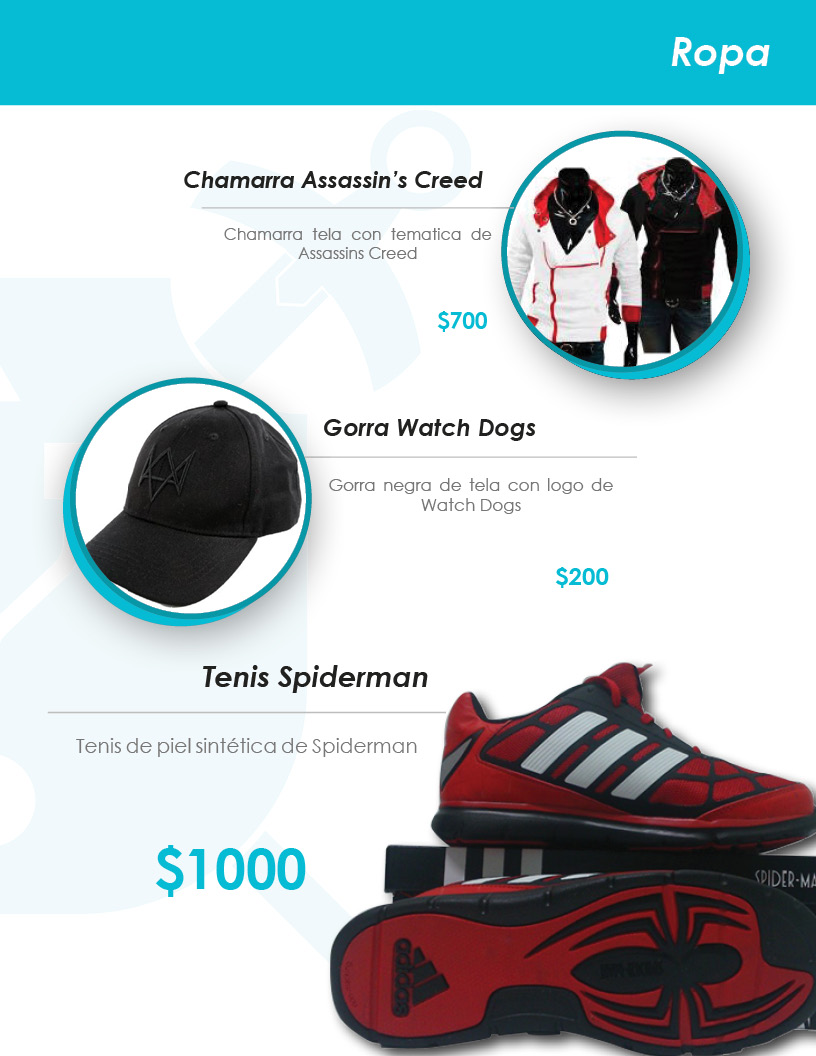 Ropa
Chamarra Assassin's Creed
Chamarra tela con tematica de
Assassins Creed
$700
Gorra Watch Dogs
Gorra negra de tela con logo de
Watch Dogs
$200
Tenis Spiderman
Tenis de piel sintética de Spiderman
$1000
SPIDER-MA
adidas